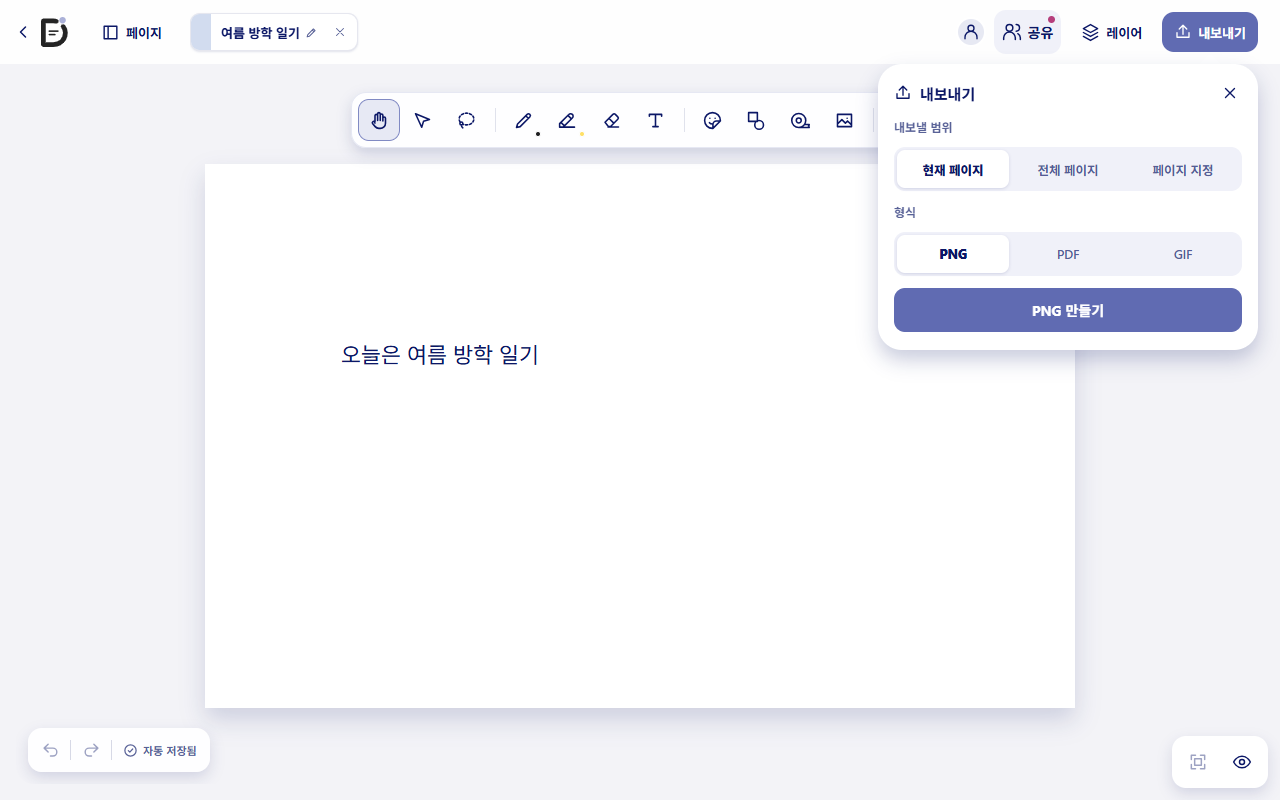 페이지
여름 방학 일기
공유
레이어
내보내기
내보내기
내보낼 범위
현재 페이지
전체 페이지
페이지 지정
형식
PNG
PDF
GIF
PNG 만들기
오늘은 여름 방학 일기
자동 저장됨